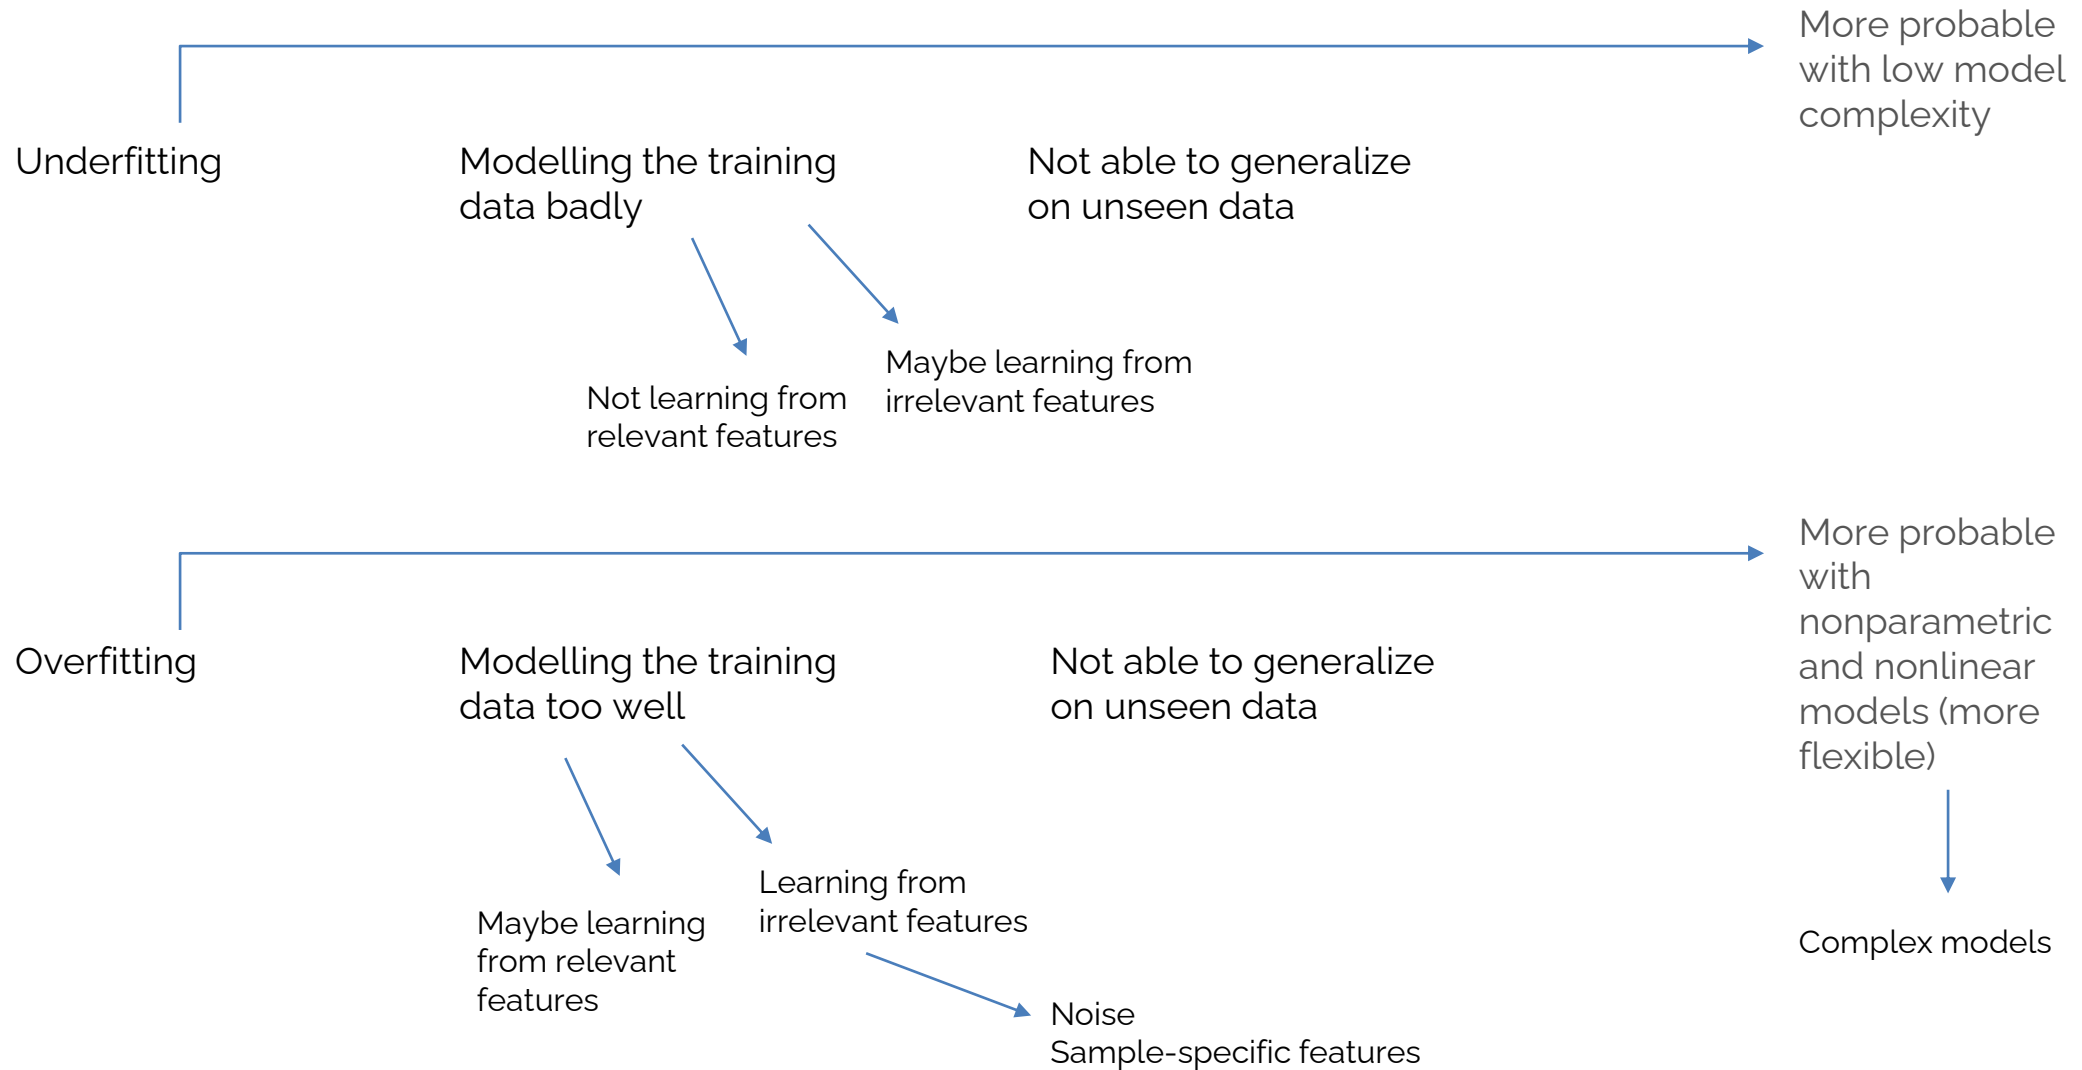 More probable
with low model
complexity
Underfitting
Modelling the training
data badly
Not able to generalize
on unseen data
Not learning from
relevant features
Maybe learning from
irrelevant features
More probable
with
nonparametric
and nonlinear
models (more
flexible)
Overfitting
Modelling the training
data too well
Not able to generalize
on unseen data
Maybe learning
from relevant
features
Learning from
irrelevant features
Complex models
Noise
Sample-specific features